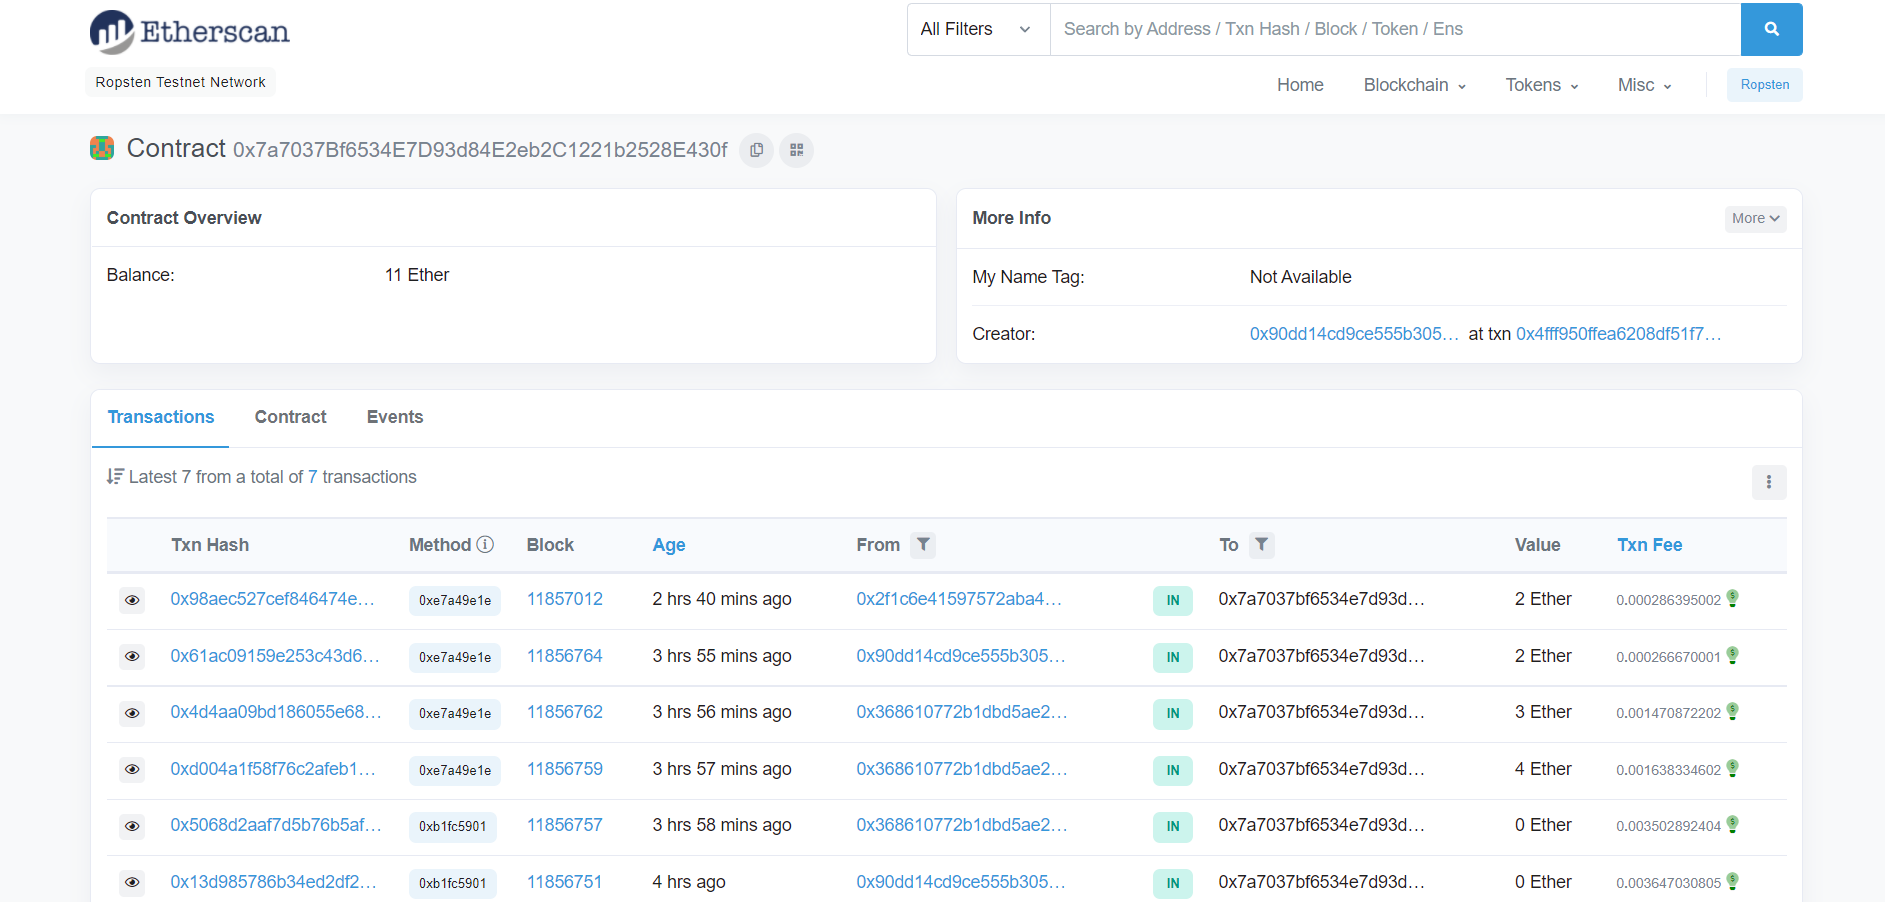 Etherscan
All Filters
Search by Address / Txn Hash / Block / Token / Ens
Ropsten Testnet Network
Home Blockchain Tokens Misc Ropsten
Contract 0x7a7037Bf6534E7D93d84E2eb2C1221b2528E430f
Contract Overview
Balance: 11 Ether
More Info More
My Name Tag: Not Available
Creator: 0x90dd14cd9ce555b305... at txn 0x4fff950ffea6208df51f7...
Transactions Contract Events
Latest 7 from a total of 7 transactions
Txn Hash Method Block Age From To Value Txn Fee
0x98aec527cef846474e... 0xe7a49e1e 11857012 2 hrs 40 mins ago 0x2f1c6e41597572aba4... IN 0x7a7037bf6534e7d93d... 2 Ether 0.000286395002
0x61ac09159e253c43d6... 0xe7a49e1e 11856764 3 hrs 55 mins ago 0x90dd14cd9ce555b305... IN 0x7a7037bf6534e7d93d... 2 Ether 0.000266670001
0x4d4aa09bd186055e68... 0xe7a49e1e 11856762 3 hrs 56 mins ago 0x368610772b1dbd5ae2... IN 0x7a7037bf6534e7d93d... 3 Ether 0.001470872202
0xd004a1f58f76c2afeb1... 0xe7a49e1e 11856759 3 hrs 57 mins ago 0x368610772b1dbd5ae2... IN 0x7a7037bf6534e7d93d... 4 Ether 0.001638334602
0x5068d2aaf7d5b76b5af... 0xb1fc5901 11856757 3 hrs 58 mins ago 0x368610772b1dbd5ae2... IN 0x7a7037bf6534e7d93d... 0 Ether 0.003502892404
0x13d985786b34ed2df2... 0xb1fc5901 11856751 4 hrs ago 0x90dd14cd9ce555b305... IN 0x7a7037bf6534e7d93d... 0 Ether 0.003647030805